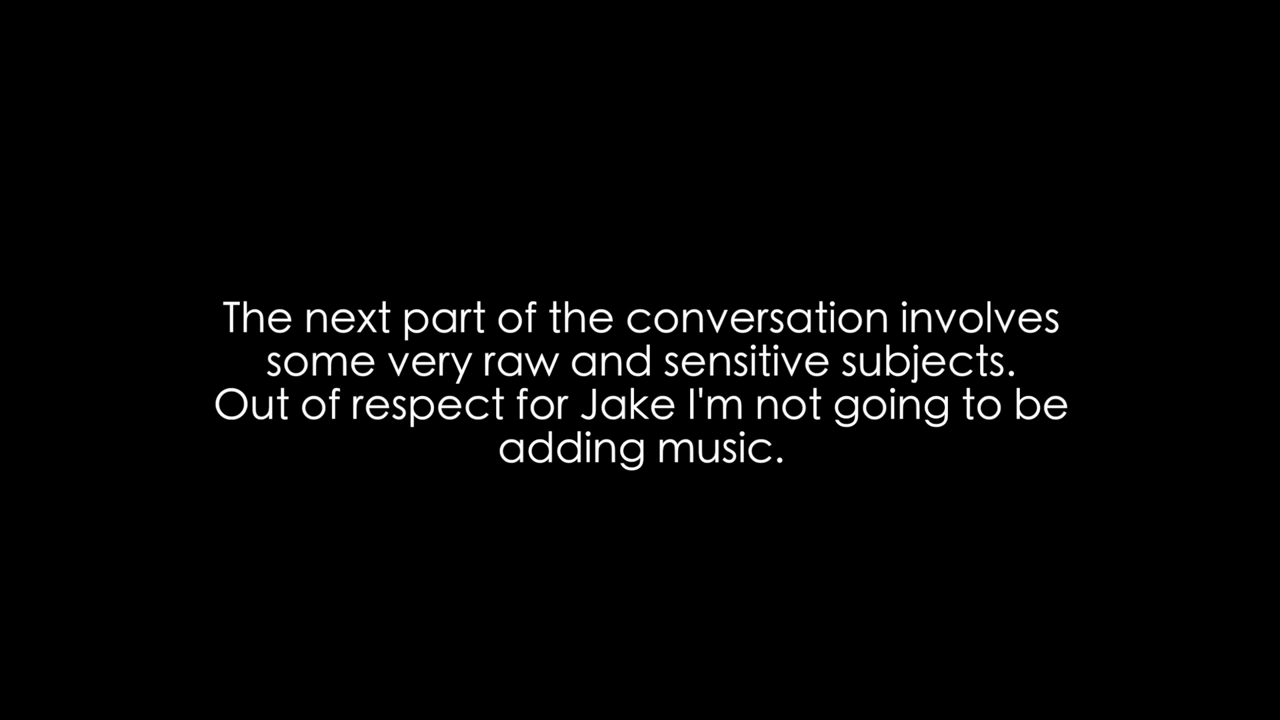 The next part of the conversation involves
some very raw and sensitive subjects.
Out of respect for Jake I'm not going to be
adding music.